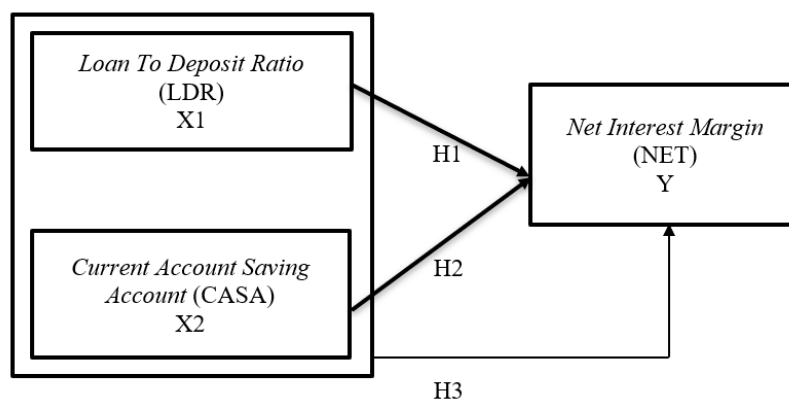 Loan To Deposit Ratio
(LDR)
X1
H1
Net Interest Margin
(NET)
Y
Current Account Saving
Account (CASA)
X2
H2
H3